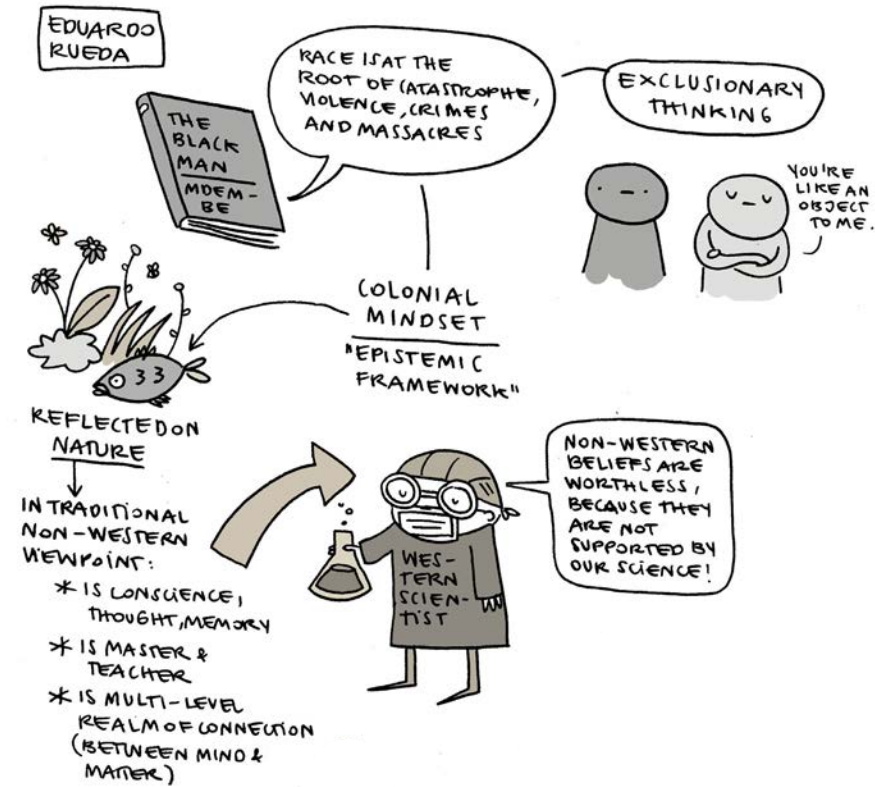 EDUARDO
RUEDA
THE
BLACK
MAN
MDEM-
BE
RACE IS AT THE
ROOT OF CATASTROPHE,
VIOLENCE, CRIMES
AND MASSACRES
EXCLUSIONARY
THINKING
YOU'RE
LIKE AN
OBJECT
TO ME.
COLONIAL
MINDSET
"EPISTEMIC
FRAMEWORK"
REFLECTED ON
NATURE
IN TRADITIONAL
NON-WESTERN
VIEWPOINT:
* IS CONSCIENCE,
THOUGHT, MEMORY
* IS MASTER &
TEACHER
* IS MULTI-LEVEL
REALM OF CONNECTION
(BETWEEN MIND &
MATTER)
WES-
TERN
SCIEN-
TIST
NON-WESTERN
BELIEFS ARE
WORTHLESS,
BECAUSE THEY
ARE NOT
SUPPORTED BY
OUR SCIENCE!